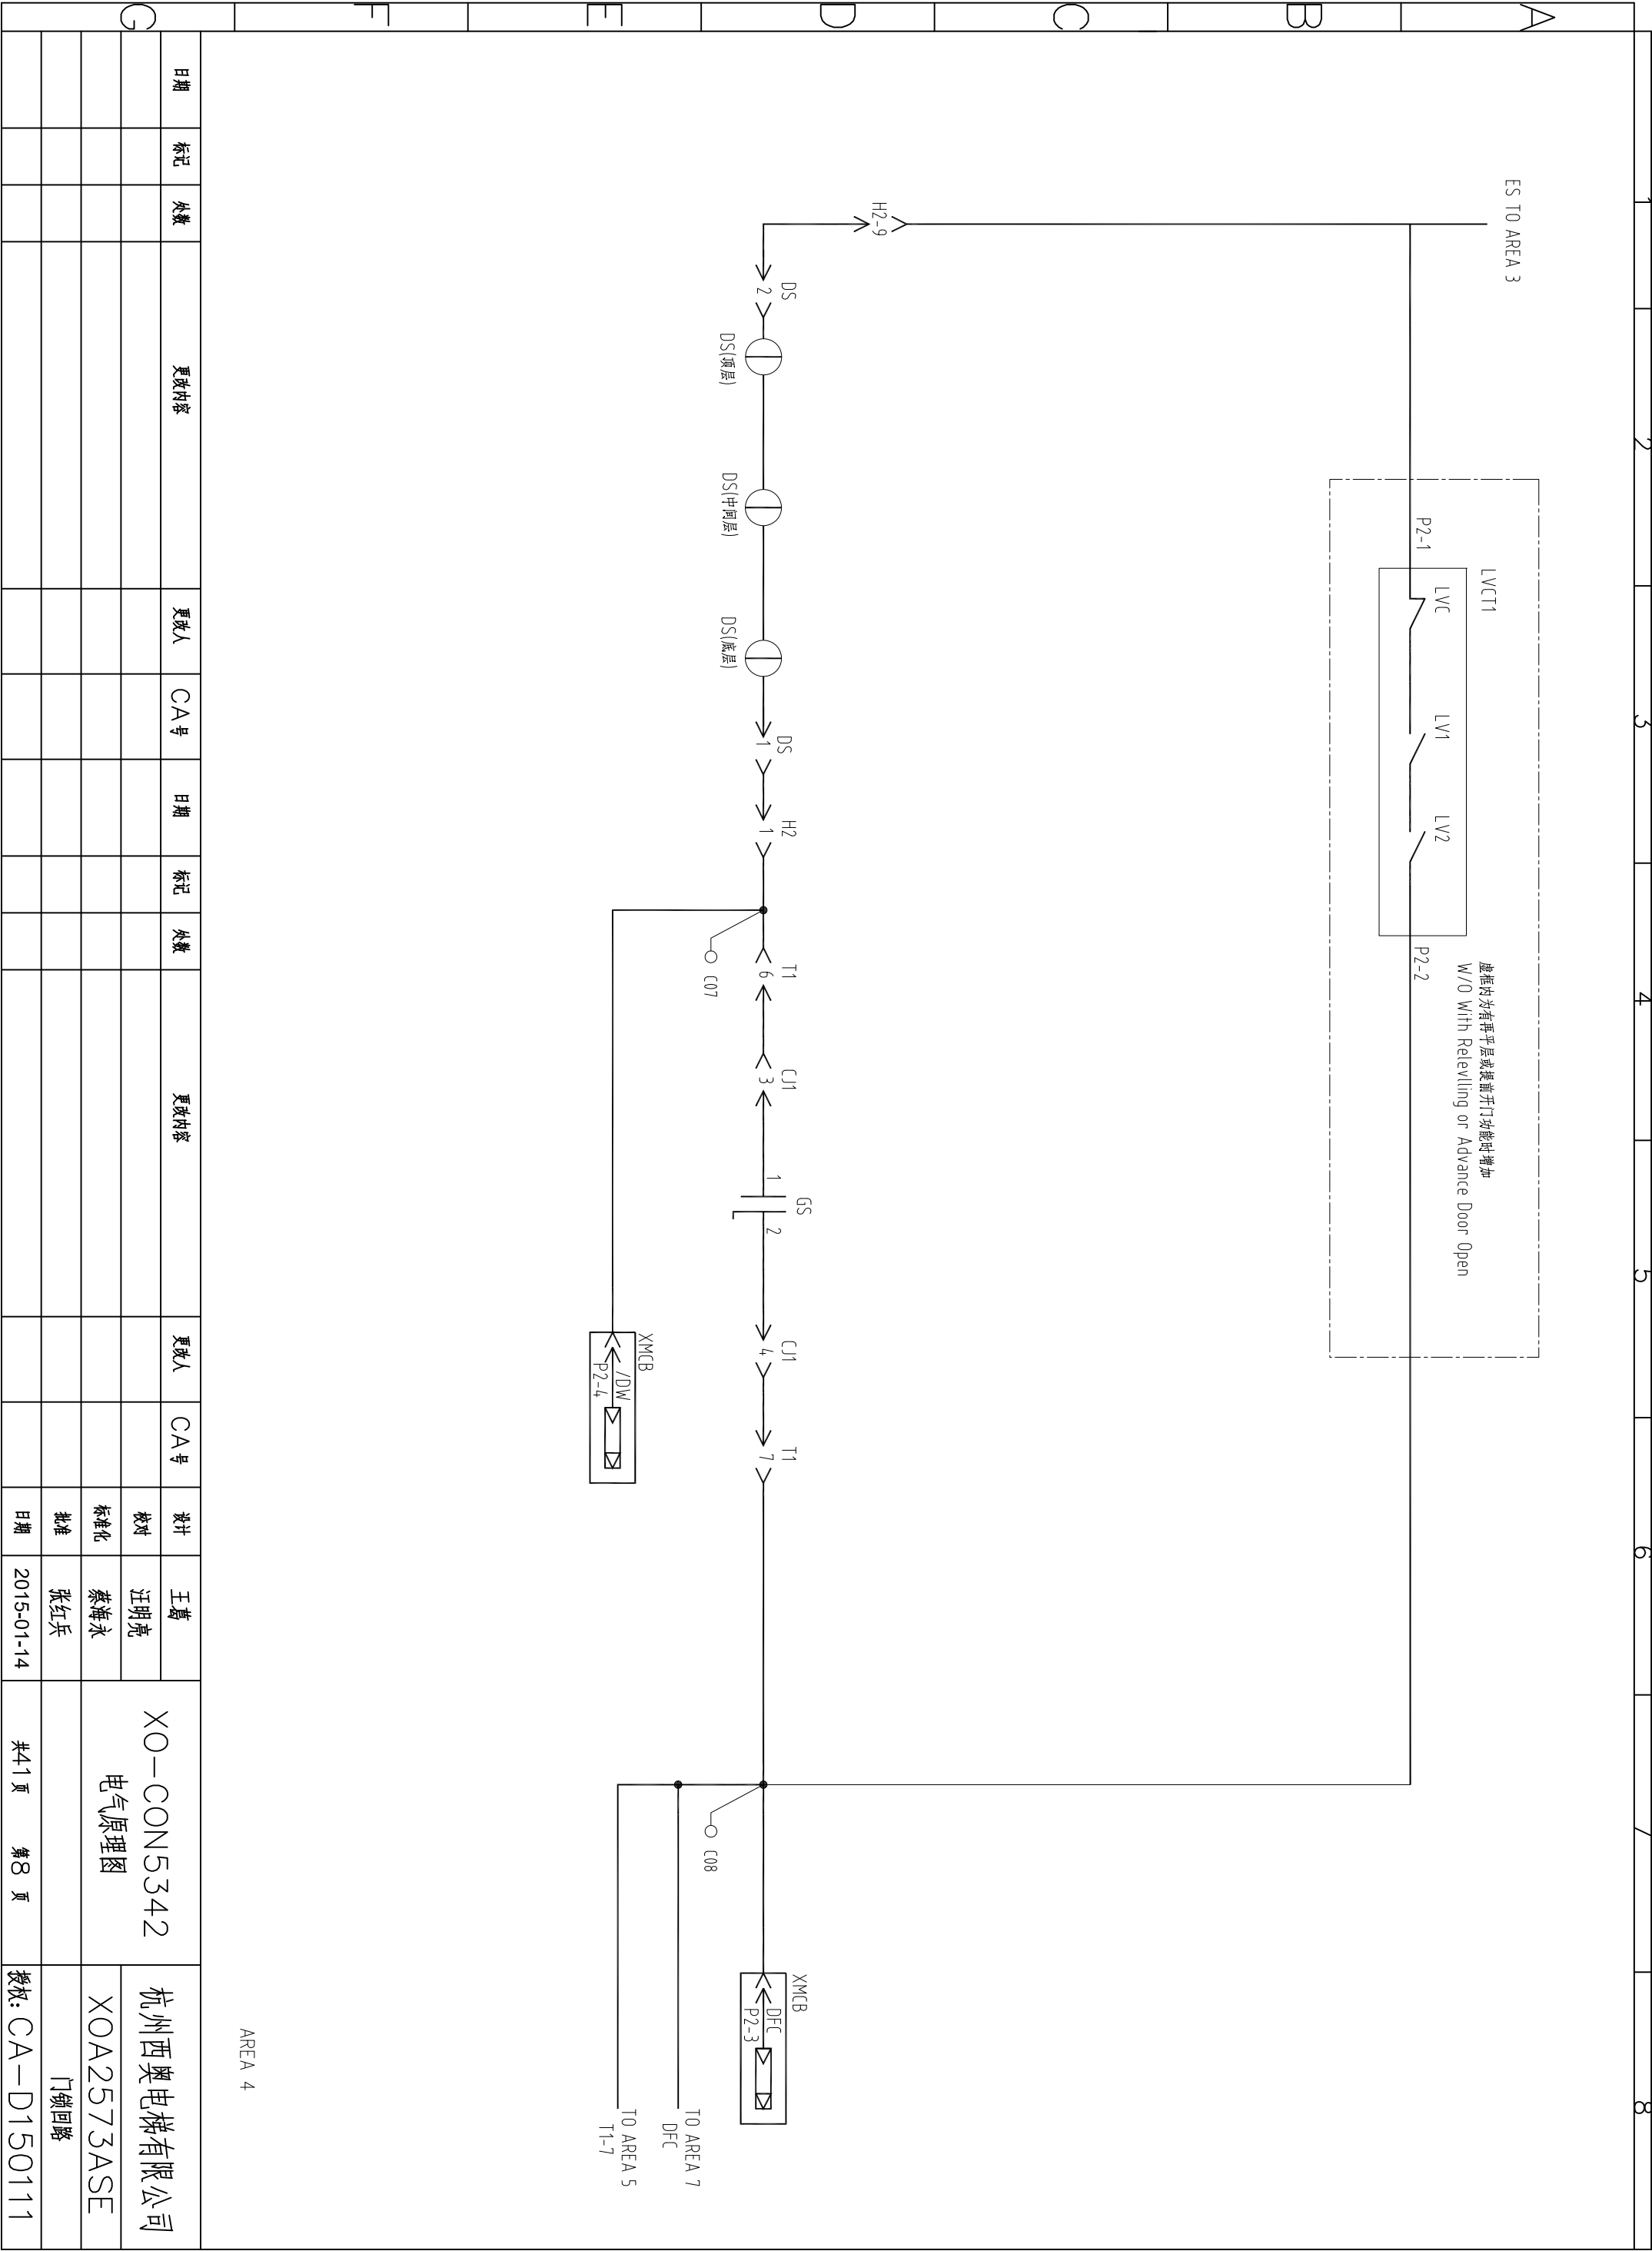 1 2 3 4 5 6 7 8
A
B
C
D
E
F
G
ES TO AREA 3
LVCT1
P2-1
LVC
LV1
LV2
P2-2
虚框内为有再平层或提前开门功能时增加
W/O With Relevlling or Advance Door Open
H2-9
DS
2
DS(顶层)
DS(中间层)
DS(底层)
DS
1
H2
1
C07
T1
6
CJ1
3
1
GS
2
CJ1
4
T1
7
XMCB
/DW
P2-4
C08
XMCB
DFC
P2-3
TO AREA 7
DFC
TO AREA 5
T1-7
AREA 4
日期 标记 处数 更改内容 更改人 CA号 日期 标记 处数 更改内容 更改人 CA号
设计 王葛
校对 汪明亮
标准化 蔡海永
批准 张红兵
日期 2015-01-14
XO-CON5342
电气原理图
共41页 第8页
杭州西奥电梯有限公司
XOA2573ASE
门锁回路
授权: CA-D150111